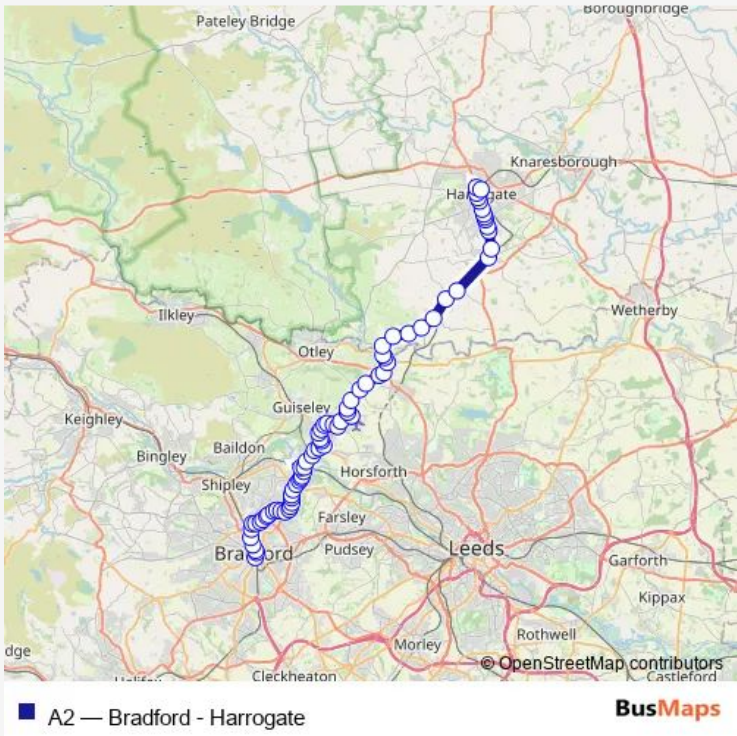 Pateley Bridge
Boroughbridge
Knaresborough
Harrogate
Ilkley
Wetherby
Otley
Guiseley
Keighley
Baildon
Bingley
Horsforth
Shipley
Farsley
Bradford
Pudsey
Leeds
Garforth
Kippax
Rothwell
Morley
© OpenStreetMap contributors
Cleckheaton
Castleford
A2 — Bradford - Harrogate
BusMaps